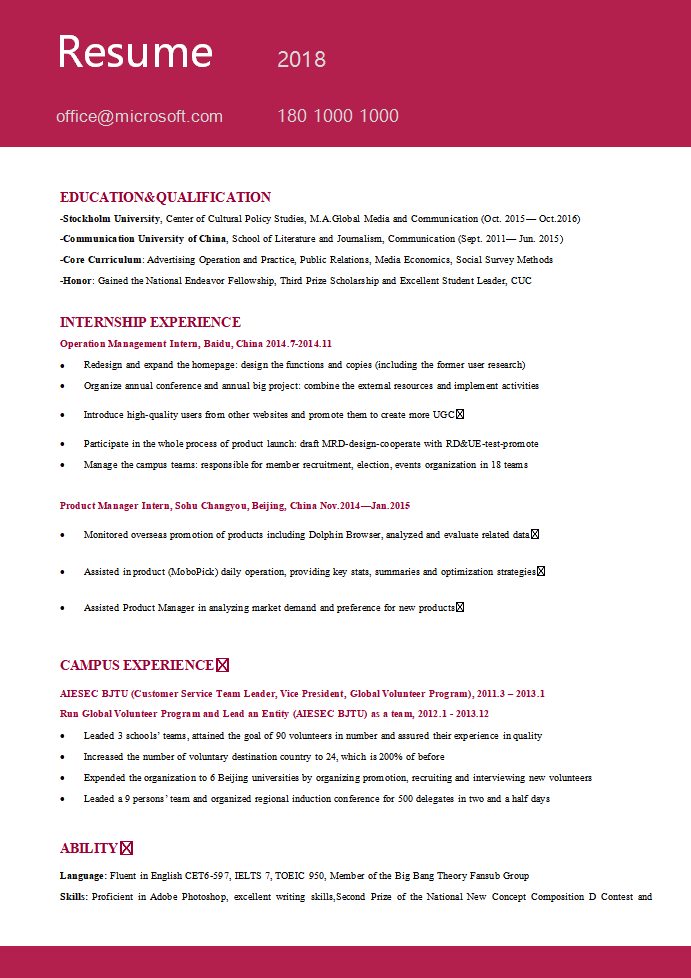 Resume 2018
office@microsoft.com 180 1000 1000
EDUCATION&QUALIFICATION
-Stockholm University, Center of Cultural Policy Studies, M.A.Global Media and Communication (Oct. 2015— Oct.2016)
-Communication University of China, School of Literature and Journalism, Communication (Sept. 2011— Jun. 2015)
-Core Curriculum: Advertising Operation and Practice, Public Relations, Media Economics, Social Survey Methods
-Honor: Gained the National Endeavor Fellowship, Third Prize Scholarship and Excellent Student Leader, CUC
INTERNSHIP EXPERIENCE
Operation Management Intern, Baidu, China 2014.7-2014.11
• Redesign and expand the homepage: design the functions and copies (including the former user research)
• Organize annual conference and annual big project: combine the external resources and implement activities
• Introduce high-quality users from other websites and promote them to create more UGC
• Participate in the whole process of product launch: draft MRD-design-cooperate with RD&UE-test-promote
• Manage the campus teams: responsible for member recruitment, election, events organization in 18 teams
Product Manager Intern, Sohu Changyou, Beijing, China Nov.2014—Jan.2015
• Monitored overseas promotion of products including Dolphin Browser, analyzed and evaluate related data
• Assisted in product (MoboPick) daily operation, providing key stats, summaries and optimization strategies
• Assisted Product Manager in analyzing market demand and preference for new products
CAMPUS EXPERIENCE
AIESEC BJTU (Customer Service Team Leader, Vice President, Global Volunteer Program), 2011.3 – 2013.1
Run Global Volunteer Program and Lead an Entity (AIESEC BJTU) as a team, 2012.1 - 2013.12
• Leaded 3 schools’ teams, attained the goal of 90 volunteers in number and assured their experience in quality
• Increased the number of voluntary destination country to 24, which is 200% of before
• Expended the organization to 6 Beijing universities by organizing promotion, recruiting and interviewing new volunteers
• Leaded a 9 persons’ team and organized regional induction conference for 500 delegates in two and a half days
ABILITY
Language: Fluent in English CET6-597, IELTS 7, TOEIC 950, Member of the Big Bang Theory Fansub Group
Skills: Proficient in Adobe Photoshop, excellent writing skills,Second Prize of the National New Concept Composition D Contest and